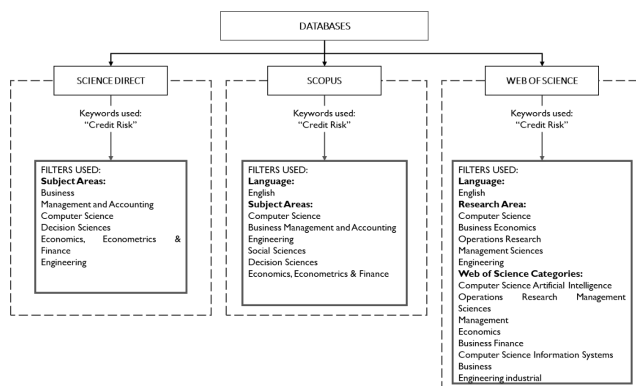 DATABASES
SCIENCE DIRECT
Keywords used:
"Credit Risk"
FILTERS USED:
Subject Areas:
Business
Management and Accounting
Computer Science
Decision Sciences
Economics, Econometrics &
Finance
Engineering
SCOPUS
Keywords used:
"Credit Risk"
FILTERS USED:
Language:
English
Subject Areas:
Computer Science
Business Management and Accounting
Engineering
Social Sciences
Decision Sciences
Economics, Econometrics & Finance
WEB OF SCIENCE
Keywords used:
"Credit Risk"
FILTERS USED:
Language:
English
Research Area:
Computer Science
Business Economics
Operations Research
Management Sciences
Engineering
Web of Science Categories:
Computer Science Artificial Intelligence
Operations Research Management
Sciences
Management
Economics
Business Finance
Computer Science Information Systems
Business
Engineering industrial